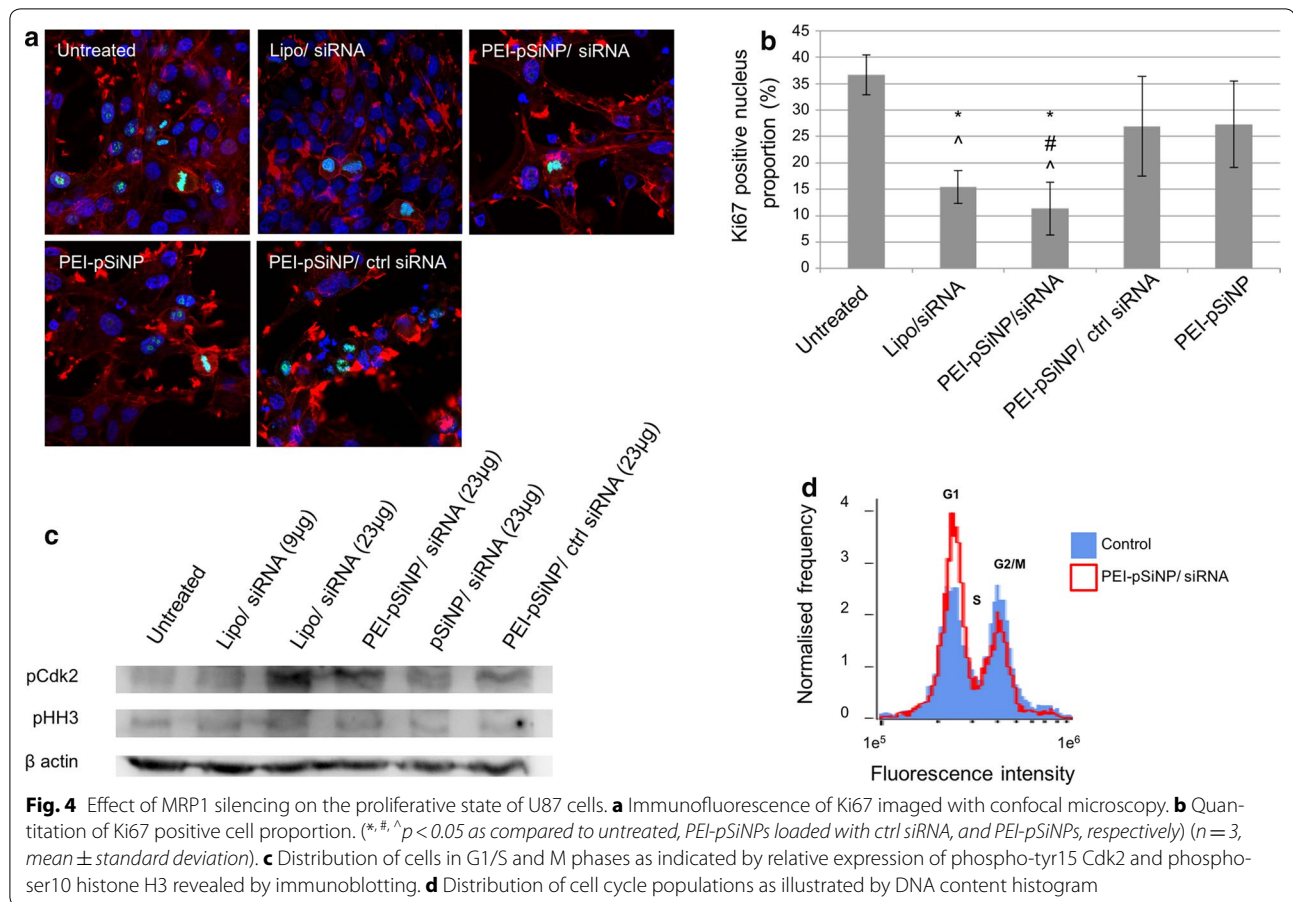 a
Untreated
Lipo/ siRNA
PEI-pSiNP/ siRNA
PEI-pSiNP
PEI-pSiNP/ ctrl siRNA
b
Ki67 positive nucleus
proportion (%)
45
40
35
30
25
20
15
10
5
0
*
^
*
#
^
Untreated
Lipo/siRNA
PEI-pSiNP/siRNA
PEI-pSiNP/ ctrl siRNA
PEI-pSiNP
c
Untreated
Lipo/ siRNA (9µg)
Lipo/ siRNA (23µg)
PEI-pSiNP/ siRNA (23µg)
pSiNP/ siRNA (23µg)
PEI-pSiNP/ ctrl siRNA (23µg)
pCdk2
pHH3
β actin
d
Normalised frequency
4
3
2
1
0
G1
S
G2/M
1e5
1e6
Fluorescence intensity
Control
PEI-pSiNP/ siRNA
Fig. 4 Effect of MRP1 silencing on the proliferative state of U87 cells. a Immunofluorescence of Ki67 imaged with confocal microscopy. b Quan-
titation of Ki67 positive cell proportion. (*, #, ^p < 0.05 as compared to untreated, PEI-pSiNPs loaded with ctrl siRNA, and PEI-pSiNPs, respectively) (n = 3,
mean ± standard deviation). c Distribution of cells in G1/S and M phases as indicated by relative expression of phospho-tyr15 Cdk2 and phospho-
ser10 histone H3 revealed by immunoblotting. d Distribution of cell cycle populations as illustrated by DNA content histogram